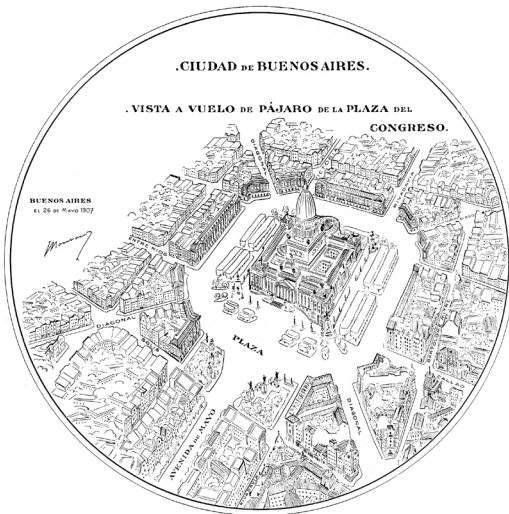 .CIUDAD DE BUENOS AIRES.
. VISTA A VUELO DE PÁJARO DE LA PLAZA DEL
CONGRESO.
BUENOS AIRES
EL 26 DE MAYO 1907
ENTRE RIOS
DIAGONAL
PLAZA
AVENIDA DE MAYO
DIAGONAL
CALLAO